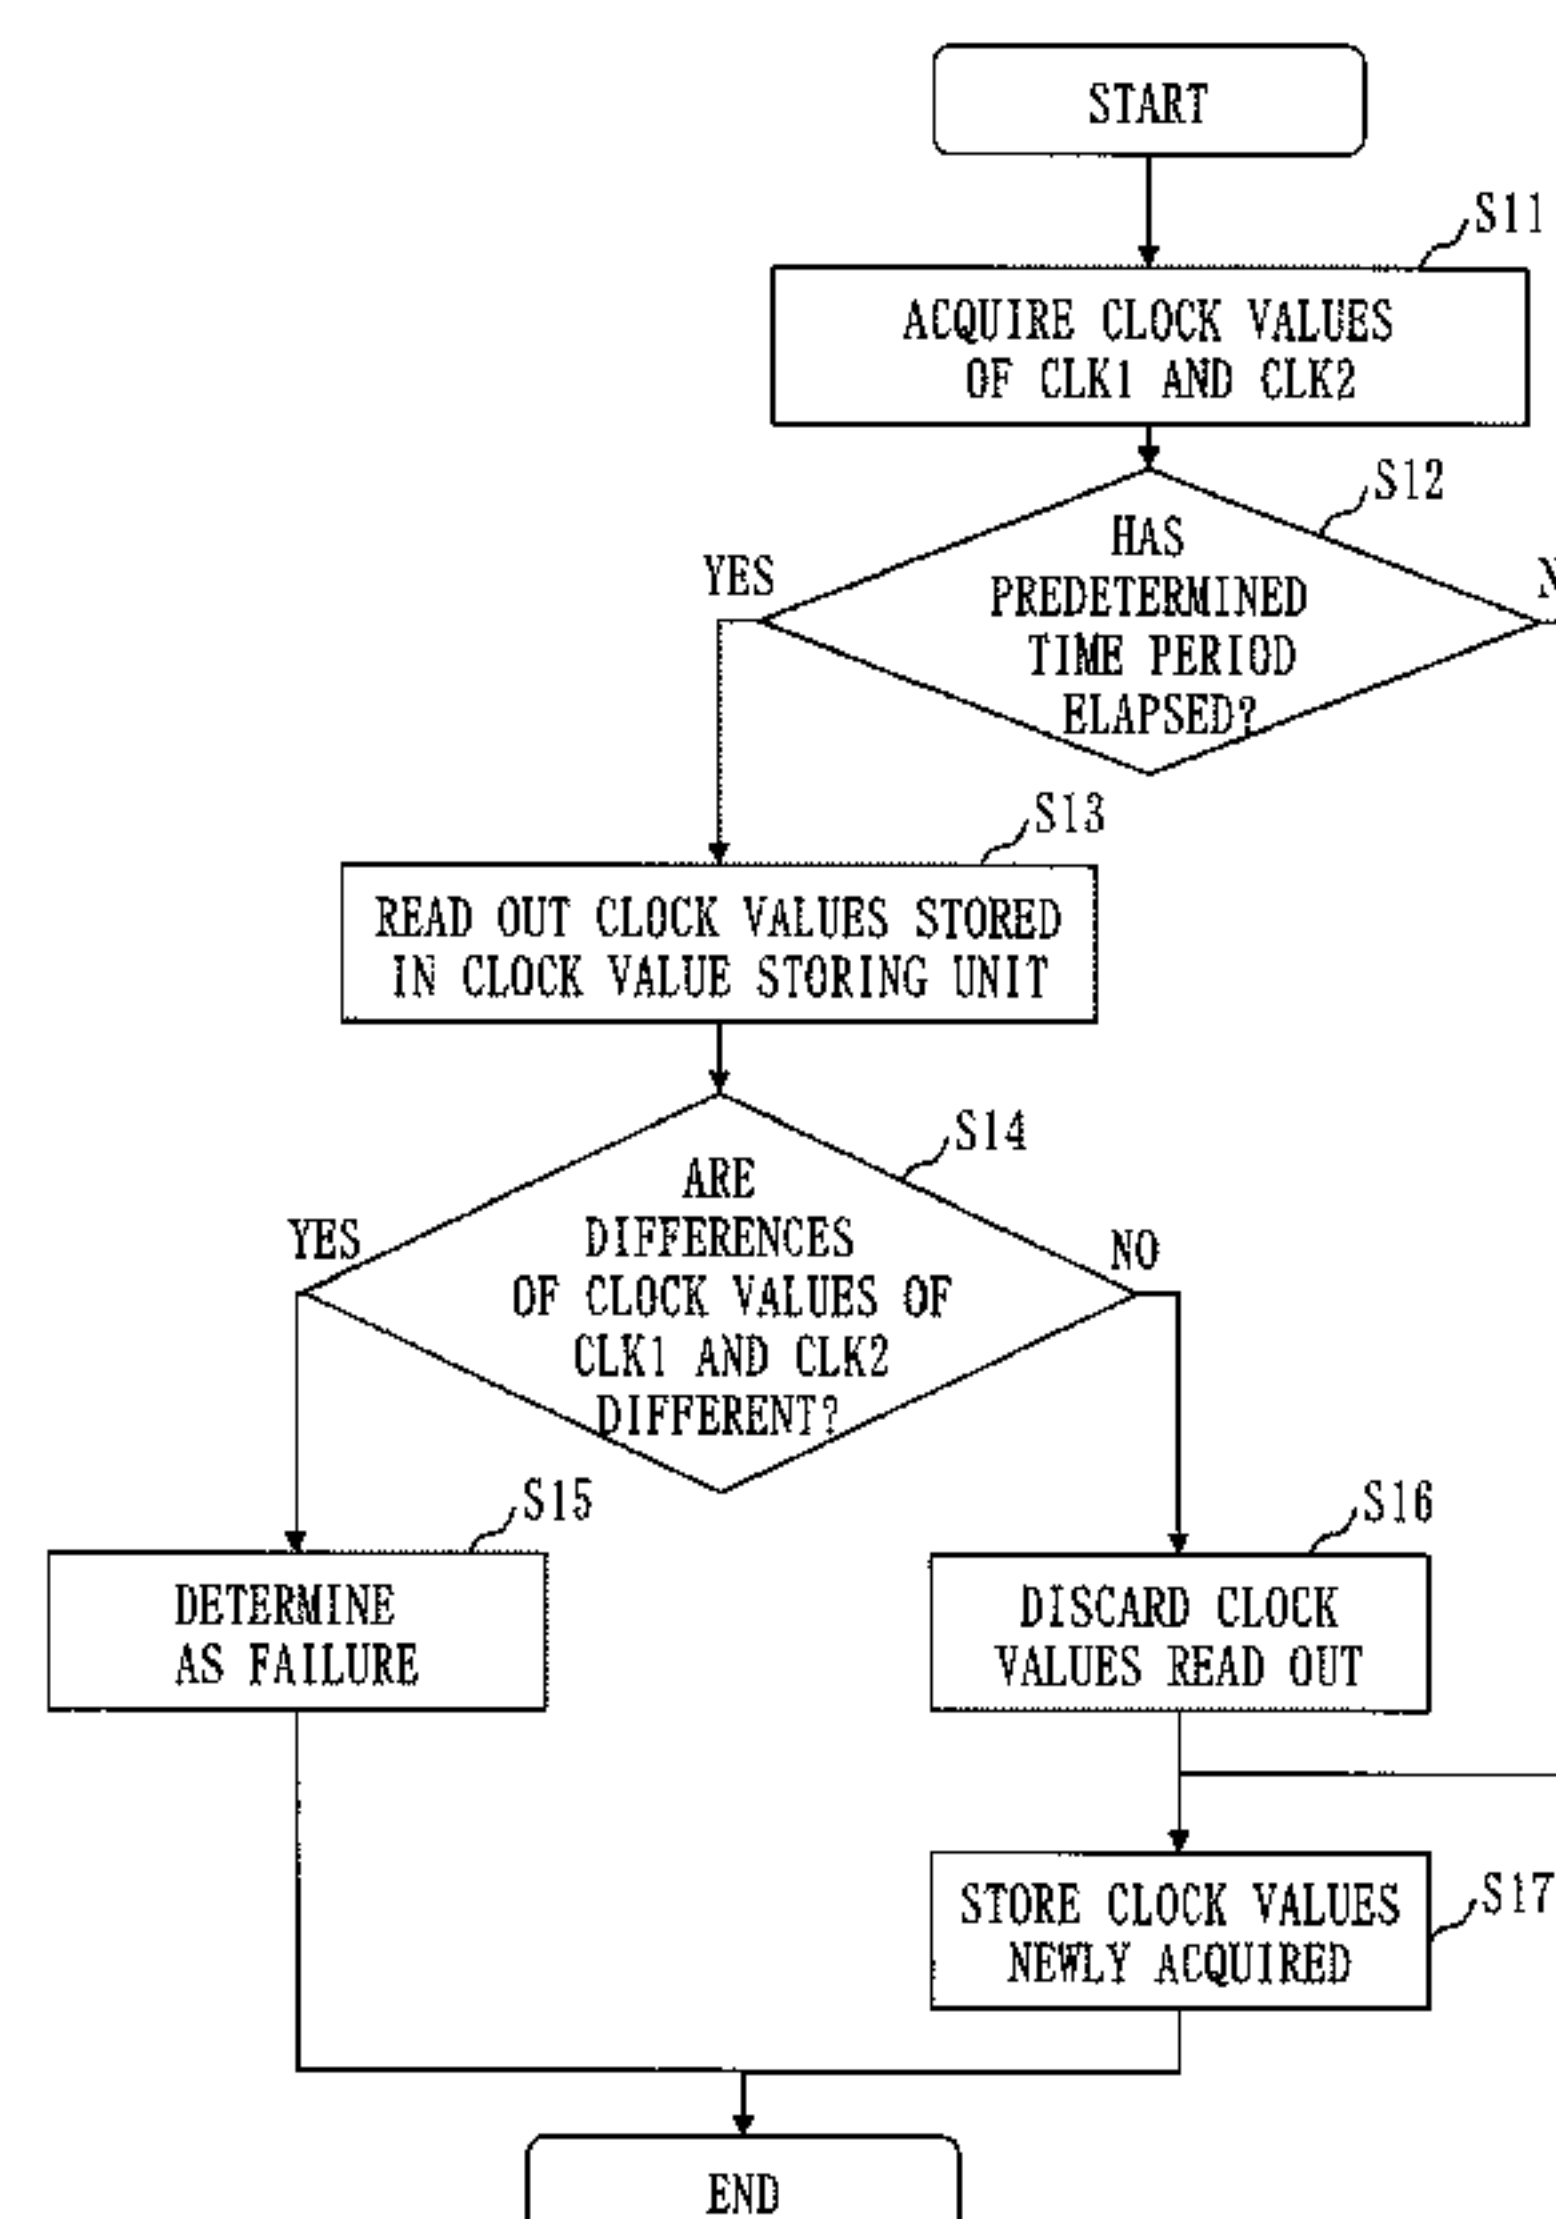 START
S11
ACQUIRE CLOCK VALUES
OF CLK1 AND CLK2
S12
HAS
YES
PREDETERMINED
TIME PERIOD
ELAPSED?
S13
READ OUT CLOCK VALUES STORED
IN CLOCK VALUE STORING UNIT
S14
ARE
YES
DIFFERENCES
NO
OF CLOCK VALUES OF
CLK1 AND CLK2
DIFFERENT?
S15
S16
DETERMINE
AS FAILURE
DISCARD CLOCK
VALUES READ OUT
STORE CLOCK VALUES
NEWLY ACQUIRED
S17
END